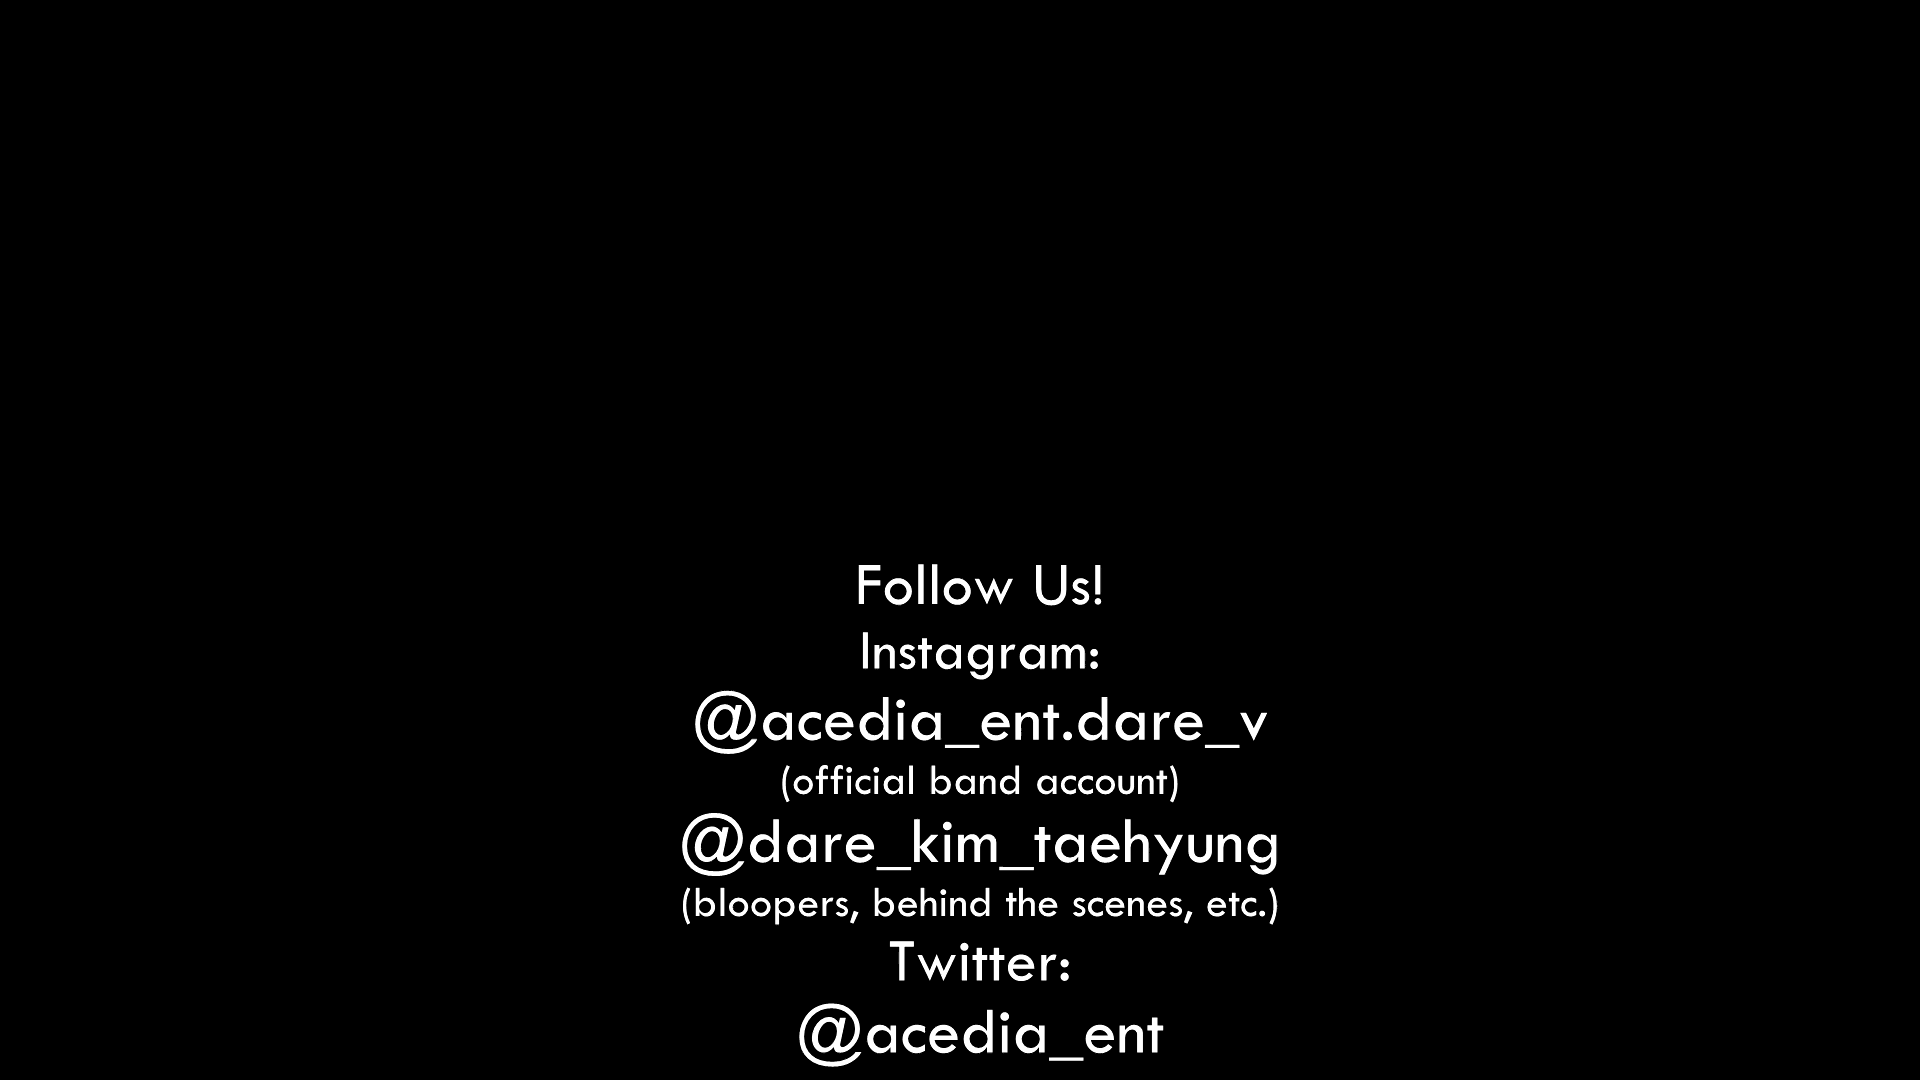 Follow Us!
Instagram:
@acedia_ent.dare_v
(official band account)
@dare_kim_taehyung
(bloopers, behind the scenes, etc.)
Twitter:
@acedia_ent